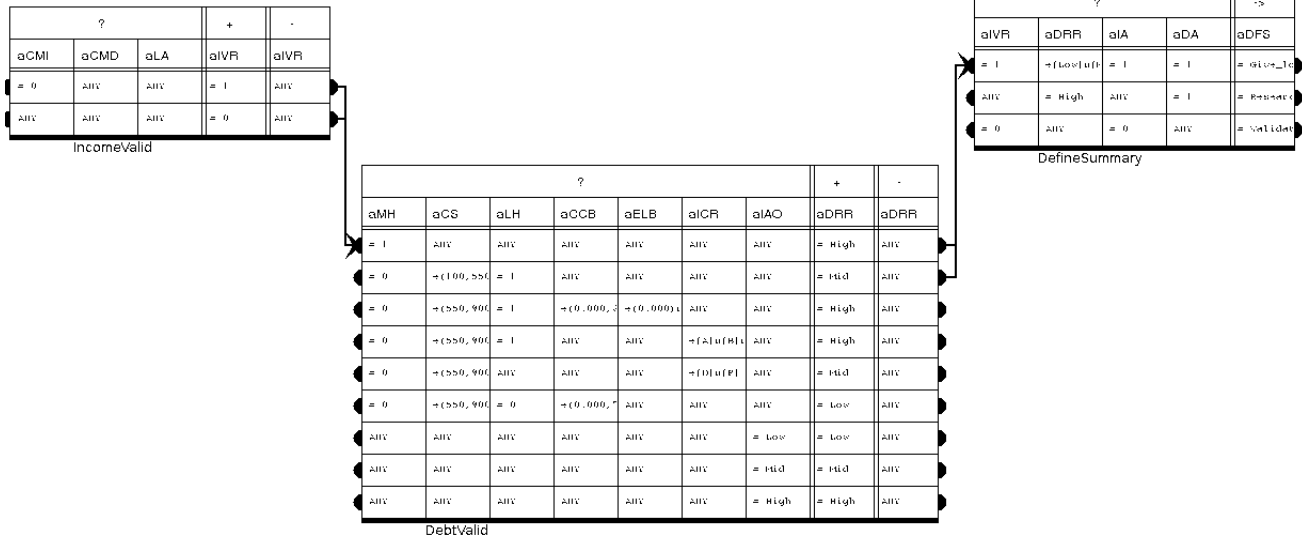 ? + -
aCMI aCMD aLA aIVR aIVR
= 0 ANY ANY = 1 ANY
ANY ANY ANY = 0 ANY
IncomeValid
? + -
aMH aCS aLH aCCB aELB aICR aIAO aDRR aDRR
= 1 ANY ANY ANY ANY ANY ANY = High ANY
= 0 = 1 ANY ANY ANY ANY = Mid ANY
= 0 = 1 ANY ANY = High ANY
= 0 = 1 ANY ANY ANY = High ANY
= 0 ANY ANY ANY ANY = Mid ANY
= 0 = 0 ANY ANY ANY = Low ANY
ANY ANY ANY ANY ANY ANY = Low = Low ANY
ANY ANY ANY ANY ANY ANY = Mid = Mid ANY
ANY ANY ANY ANY ANY ANY = High = High ANY
DebtValid
? ->
aIVR aDRR aIA aDA aDFS
= 1 = 1 = 1
ANY = High ANY = 1
= 0 ANY = 0 ANY
DefineSummary